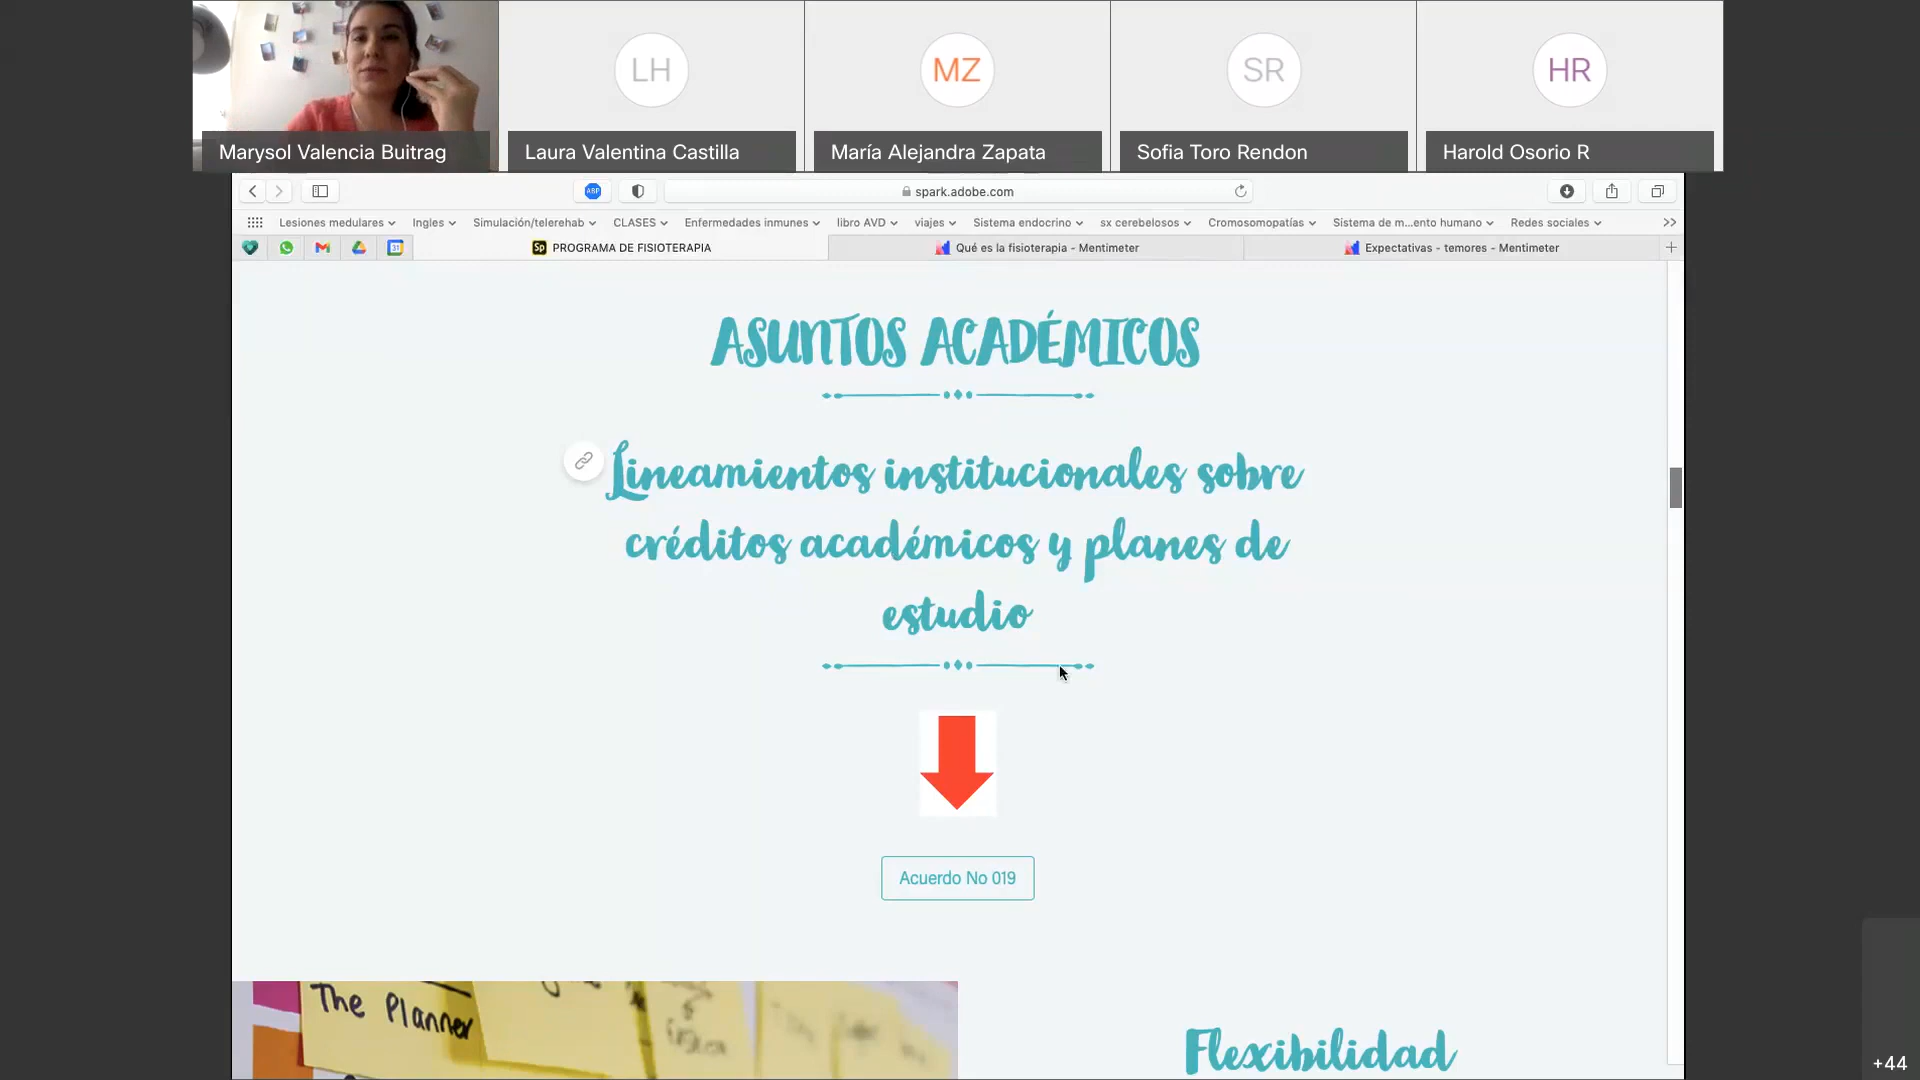 LH
MZ
SR
HR
Marysol Valencia Buitrag
Laura Valentina Castilla
María Alejandra Zapata
Sofia Toro Rendon
Harold Osorio R
ABP
spark.adobe.com
Lesiones medulares
Ingles
Simulación/telerehab
CLASES
Enfermedades inmunes
libro AVD
viajes
Sistema endocrino
sx cerebelosos
Cromosomopatías
Sistema de m...ento humano
Redes sociales
31
Sp
PROGRAMA DE FISIOTERAPIA
Qué es la fisioterapia - Mentimeter
Expectativas - temores - Mentimeter
ASUNTOS ACADÉMICOS
Lineamientos institucionales sobre
créditos académicos y planes de
estudio
Acuerdo No 019
The Planner
Flexibilidad
+44